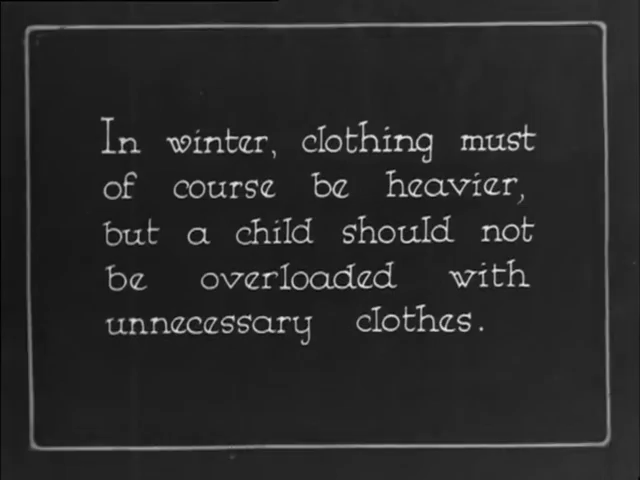 In winter, clothing must
of course be heavier,
but a child should not
be overloaded with
unnecessary clothes.